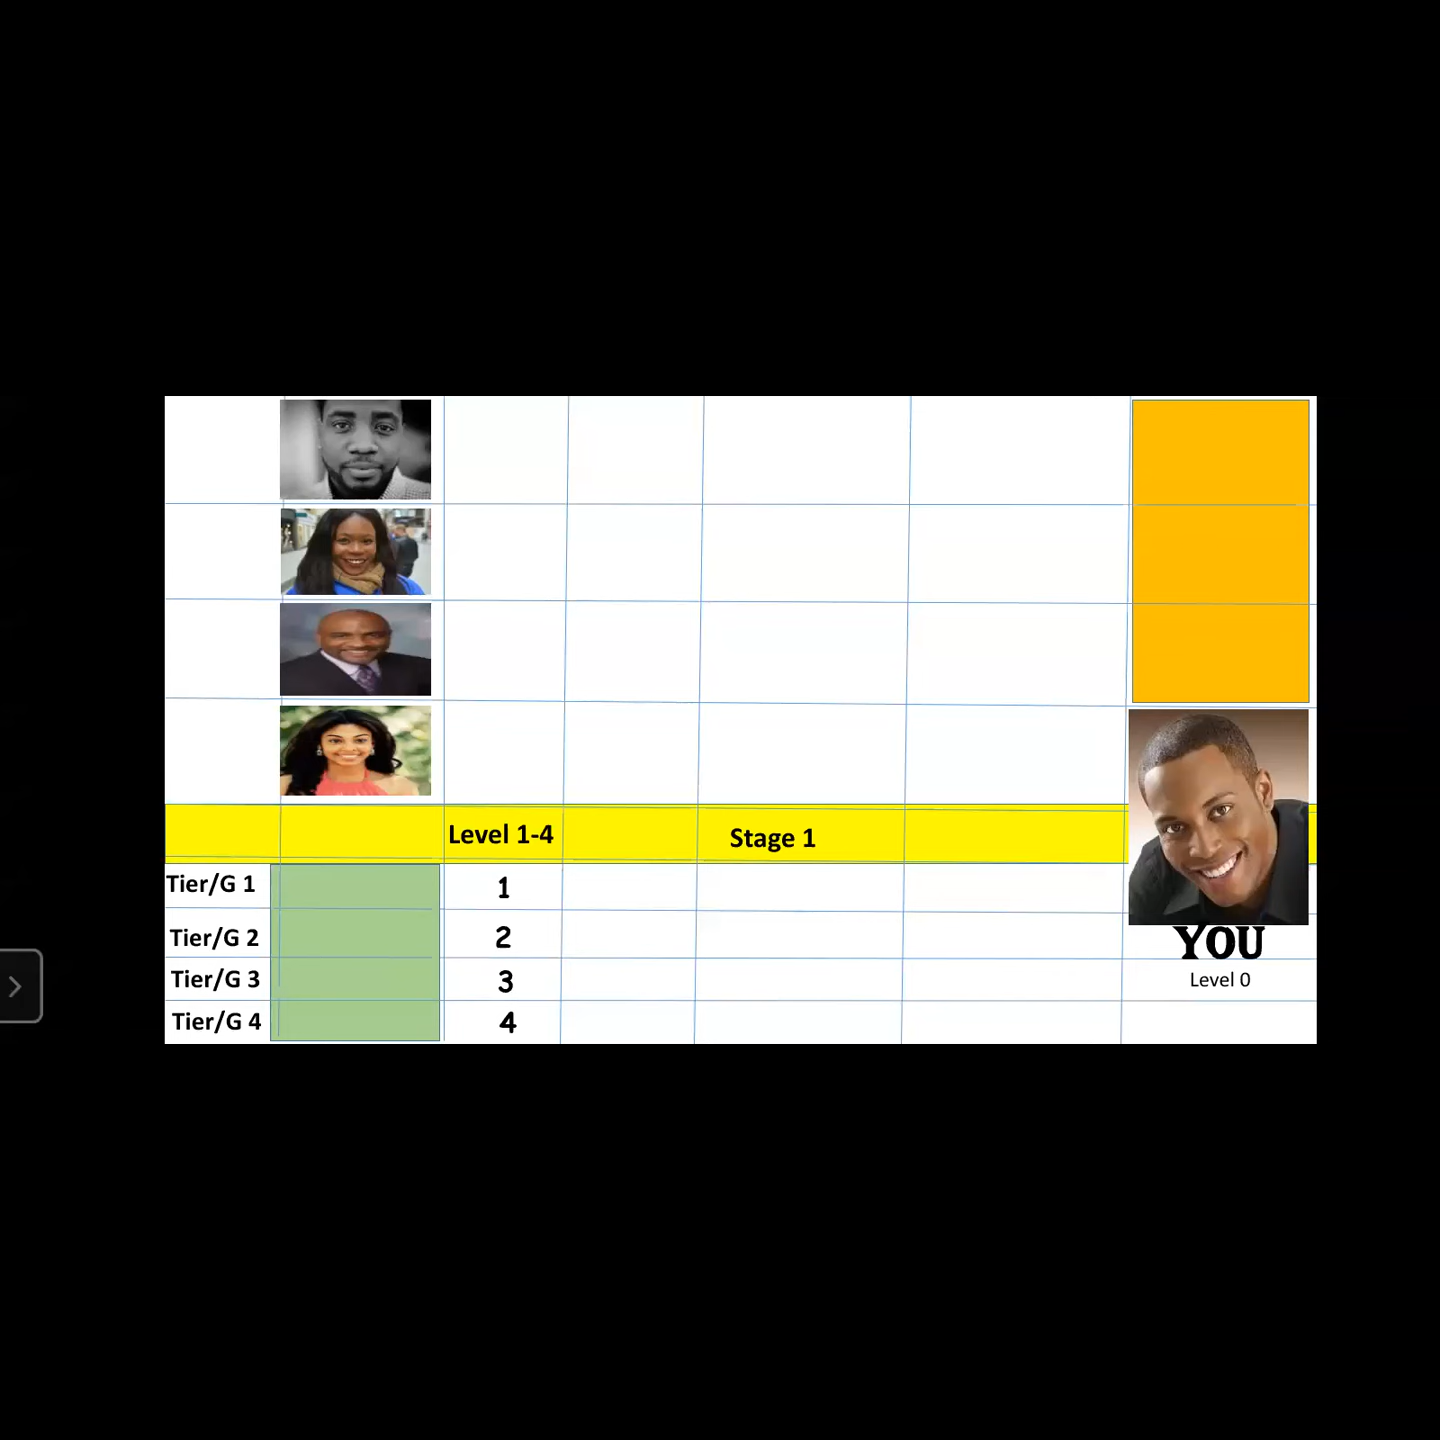 Level 1-4 Stage 1
Tier/G 1 1
Tier/G 2 2 YOU
Tier/G 3 3 Level 0
Tier/G 4 4